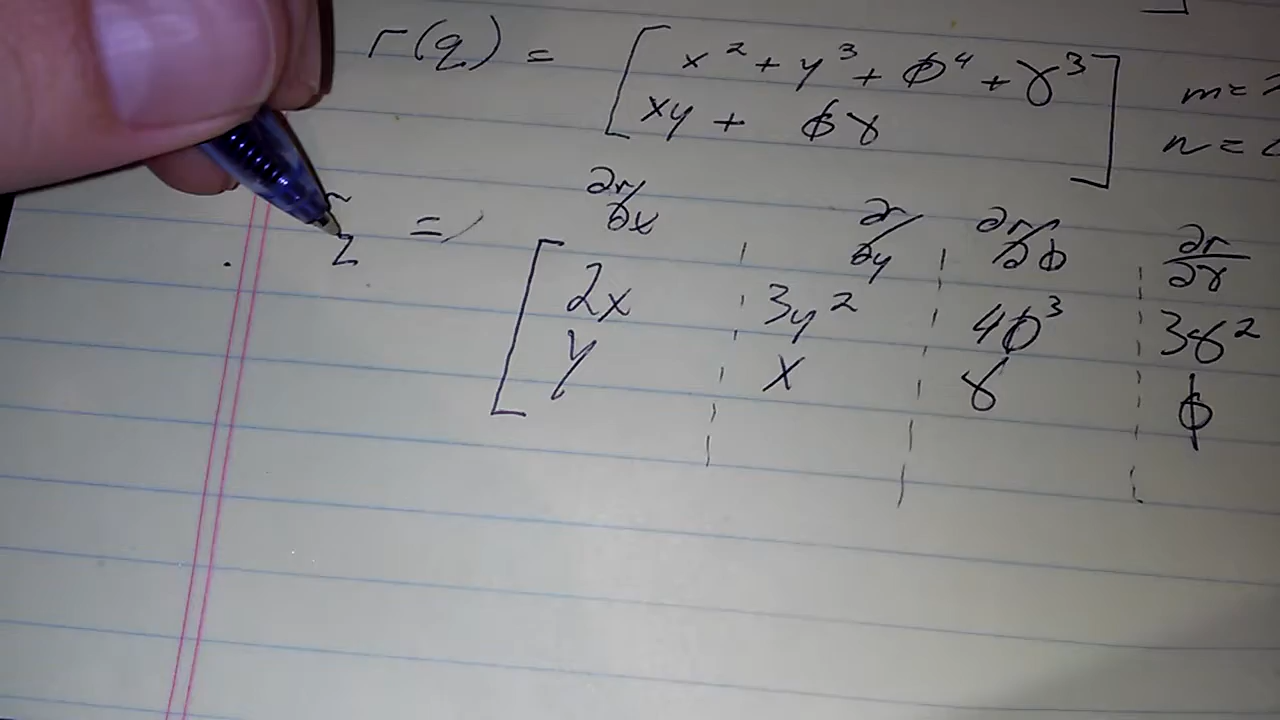 r(q) = [ x² + y³ + ϕ⁴ + γ³ ]
xy + ϕγ
m =
n =
∂r/∂x ∂r/∂y ∂r/∂ϕ ∂r/∂γ
=
[ 2x 3y² 4ϕ³ 3γ²
y x γ ϕ